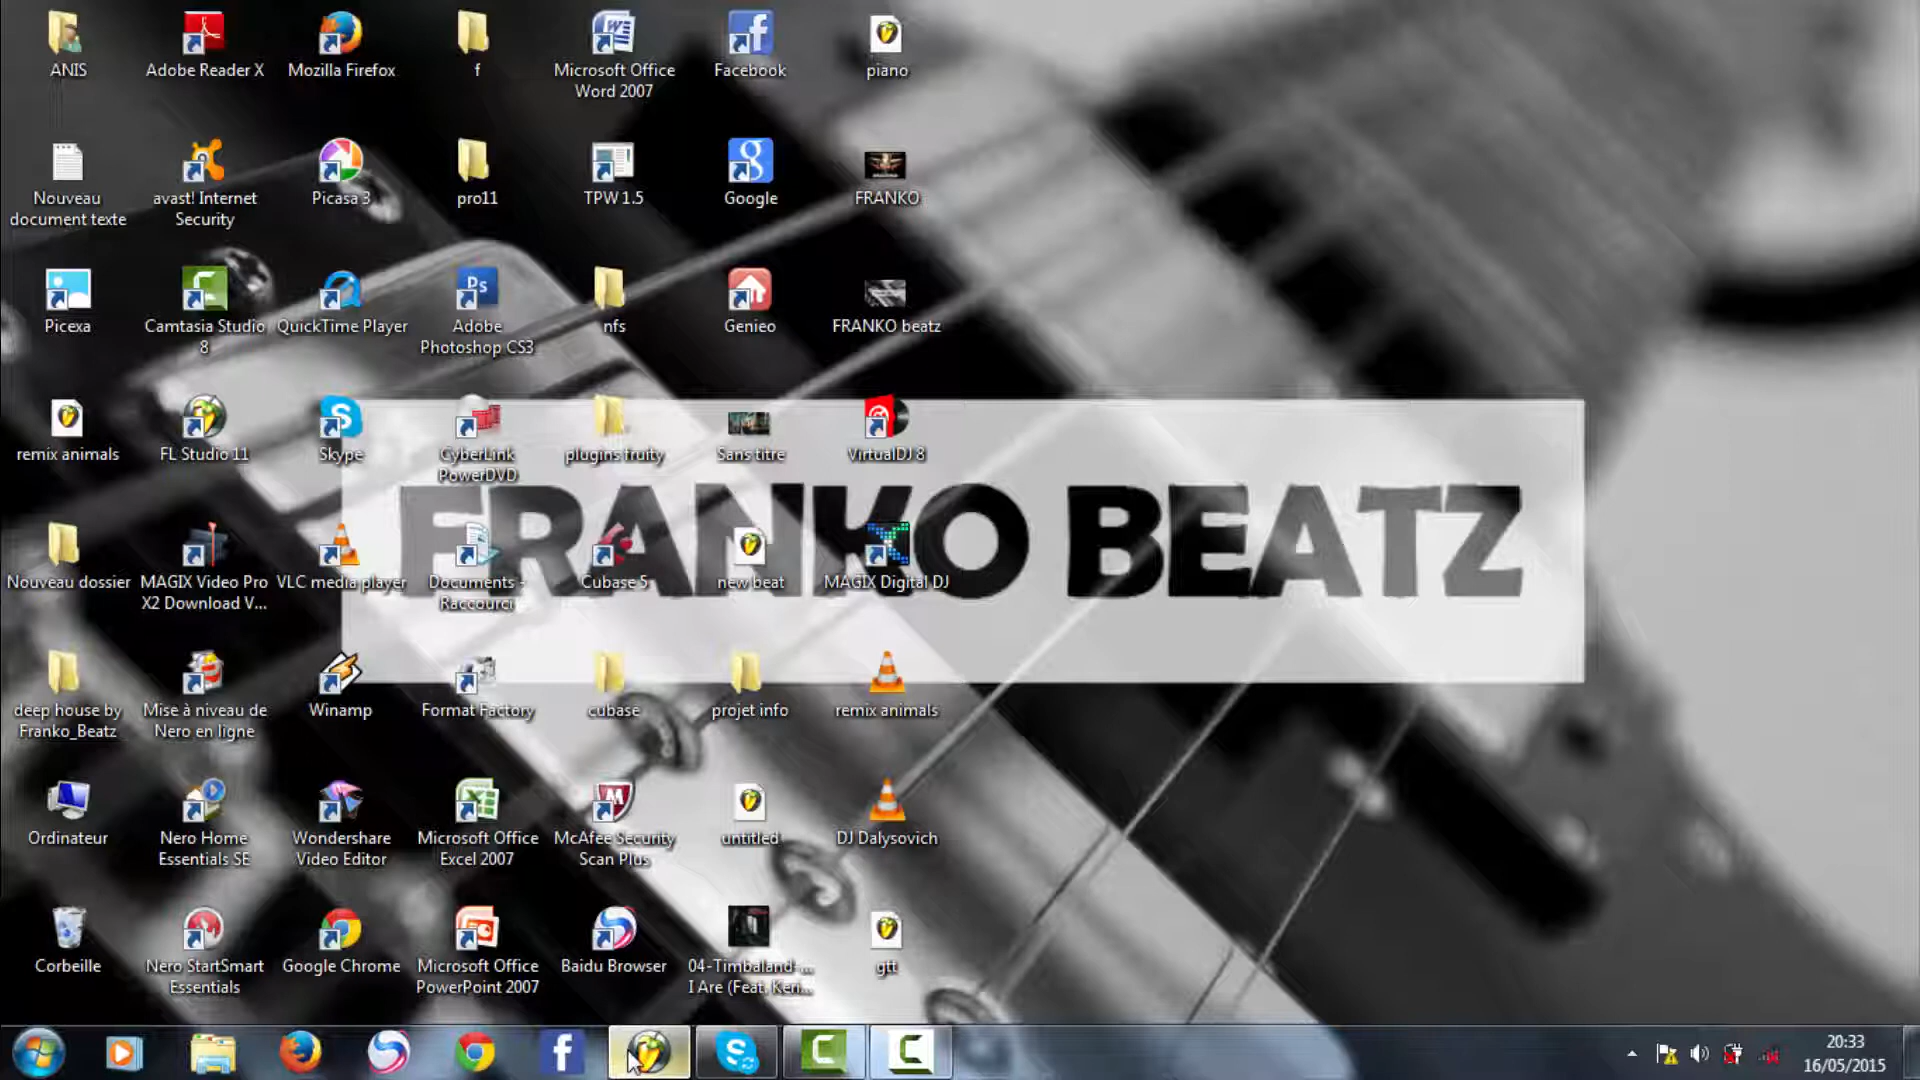 ANIS
Adobe Reader X
Mozilla Firefox
f
Microsoft Office
Word 2007
Facebook
piano
Nouveau
document texte
avast! Internet
Security
Picasa 3
pro11
TPW 1.5
Google
FRANKO
Picexa
Camtasia Studio
8
QuickTime Player
Adobe
Photoshop CS3
nfs
Genieo
FRANKO beatz
remix animals
FL Studio 11
Skype
CyberLink
PowerDVD
plugins fruity
Sans titre
VirtualDJ 8
FRANKO BEATZ
Nouveau dossier
MAGIX Video Pro
X2 Download V...
VLC media player
Documents -
Raccourci
Cubase 5
new beat
MAGIX Digital DJ
deep house by
Franko_Beatz
Mise à niveau de
Nero en ligne
Winamp
Format Factory
cubase
projet info
remix animals
Ordinateur
Nero Home
Essentials SE
Wondershare
Video Editor
Microsoft Office
Excel 2007
McAfee Security
Scan Plus
untitled
DJ Dalysovich
Corbeille
Nero StartSmart
Essentials
Google Chrome
Microsoft Office
PowerPoint 2007
Baidu Browser
04-Timbaland-...
I Are (Feat. Keri...
gtt
20:33
16/05/2015